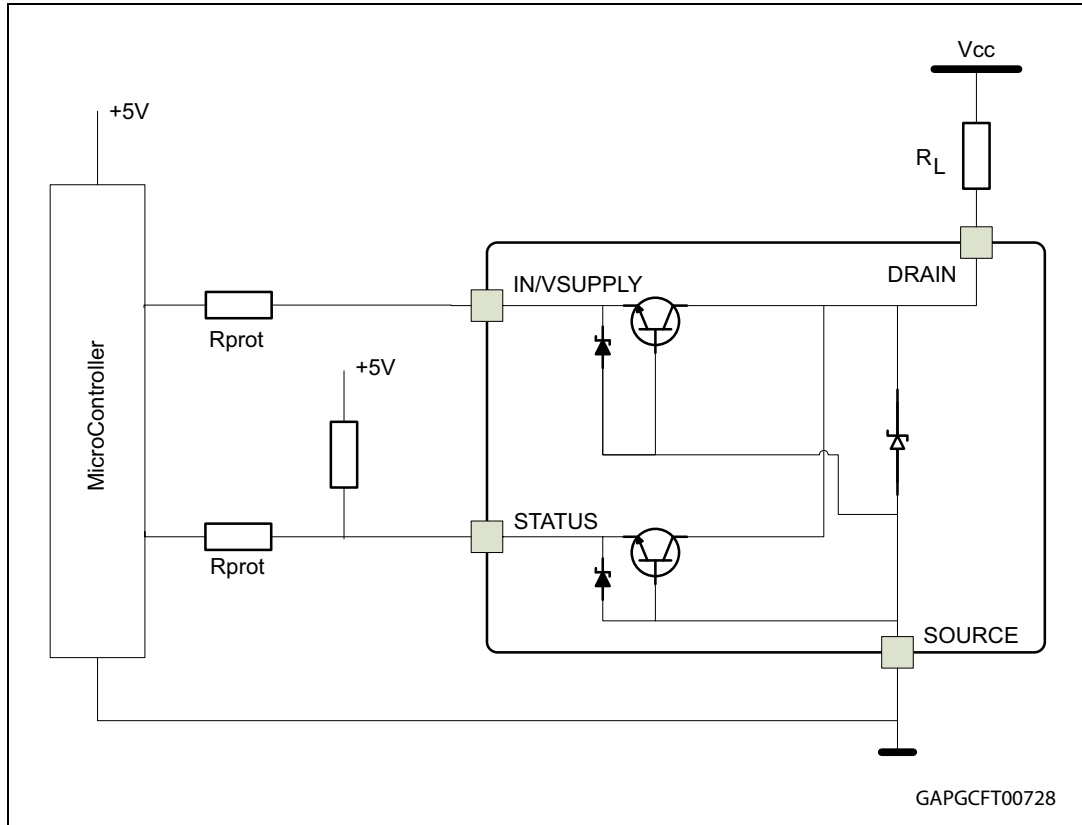 Vcc
+5V
RL
DRAIN
IN/VSUPPLY
Rprot
+5V
MicroController
STATUS
Rprot
SOURCE
GAPGCFT00728